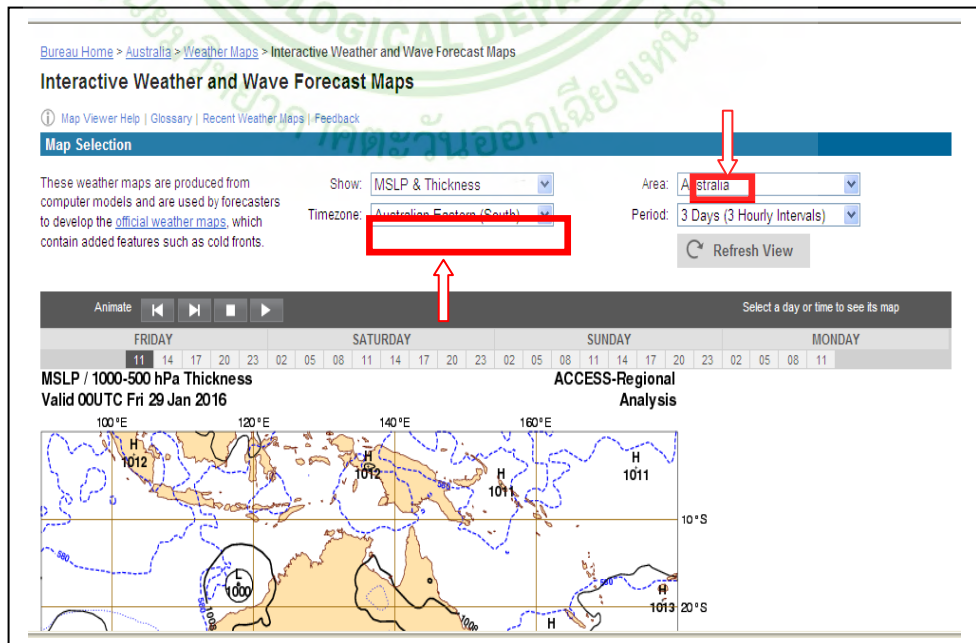 OLOGICAL DEP
Bureau Home > Australia > Weather Maps > Interactive Weather and Wave Forecast Maps
Interactive Weather and Wave Forecast Maps
Map Viewer Help | Glossary | Recent Weather Maps | Feedback
Map Selection
These weather maps are produced from
computer models and are used by forecasters
to develop the official weather maps, which
contain added features such as cold fronts.
Show: MSLP & Thickness
Timezone: Australian Eastern (South)
Area: Australia
Period: 3 Days (3 Hourly Intervals)
Refresh View
Animate
Select a day or time to see its map
FRIDAY SATURDAY SUNDAY MONDAY
11 14 17 20 23 02 05 08 11 14 17 20 23 02 05 08 11 14 17 20 23 02 05 08 11
MSLP / 1000-500 hPa Thickness
Valid 00UTC Fri 29 Jan 2016
ACCESS-Regional
Analysis
100°E 120°E 140°E 160°E
H
1012
H
1012
H
1011
H
1011
580
10°S
580
L
1000
580
1008
1008
H
1013
20°S
H